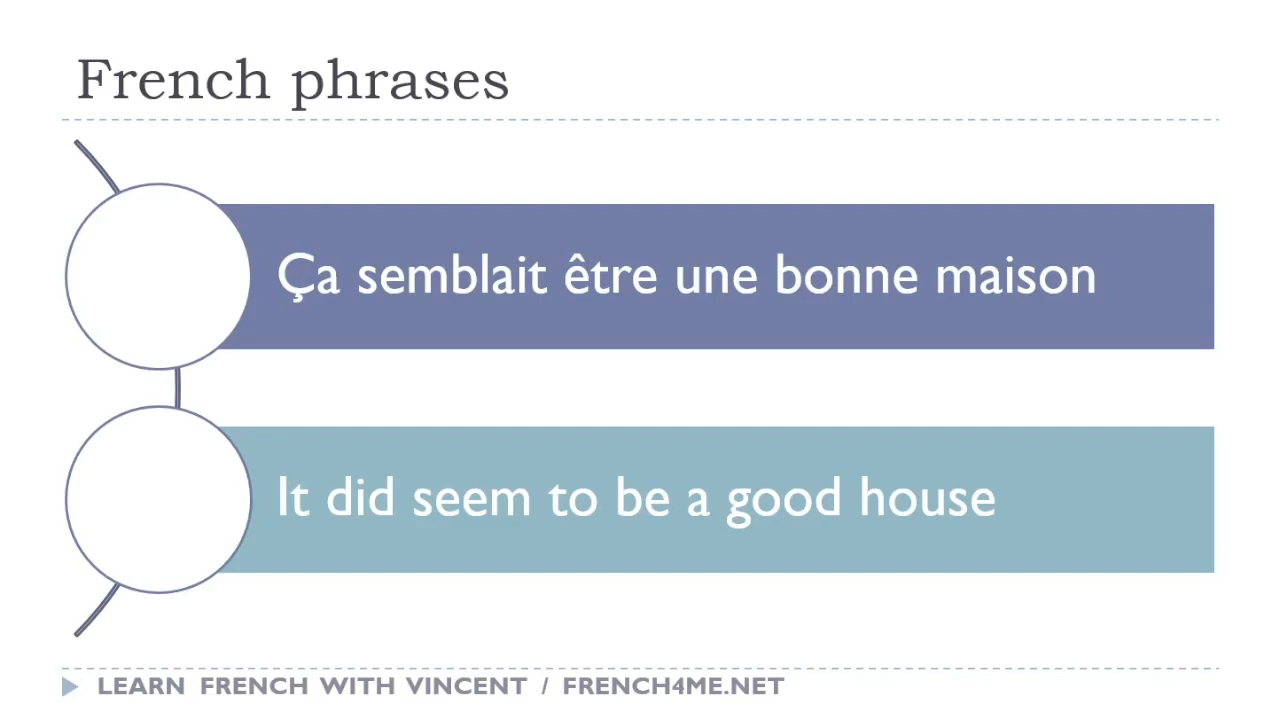 French phrases
Ça semblait être une bonne maison
It did seem to be a good house
LEARN FRENCH WITH VINCENT / FRENCH4ME.NET